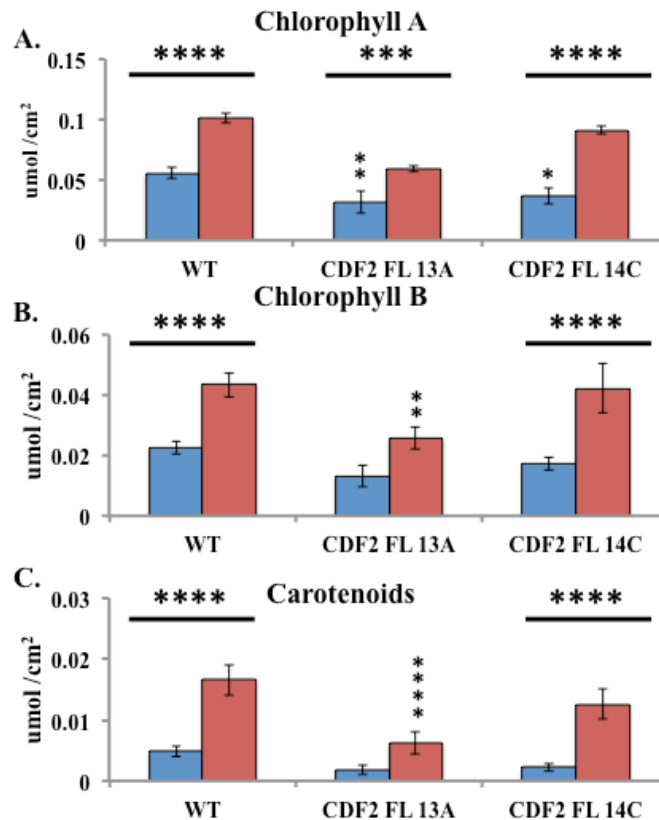 A.
Chlorophyll A
**** *** ****
0.15
0.1
0.05
0
umol /cm²
**
*
WT CDF2 FL 13A CDF2 FL 14C
B.
Chlorophyll B
**** ****
0.06
0.04
0.02
0
umol /cm²
**
WT CDF2 FL 13A CDF2 FL 14C
C.
Carotenoids
**** ****
0.03
0.02
0.01
0
umol /cm²
****
WT CDF2 FL 13A CDF2 FL 14C